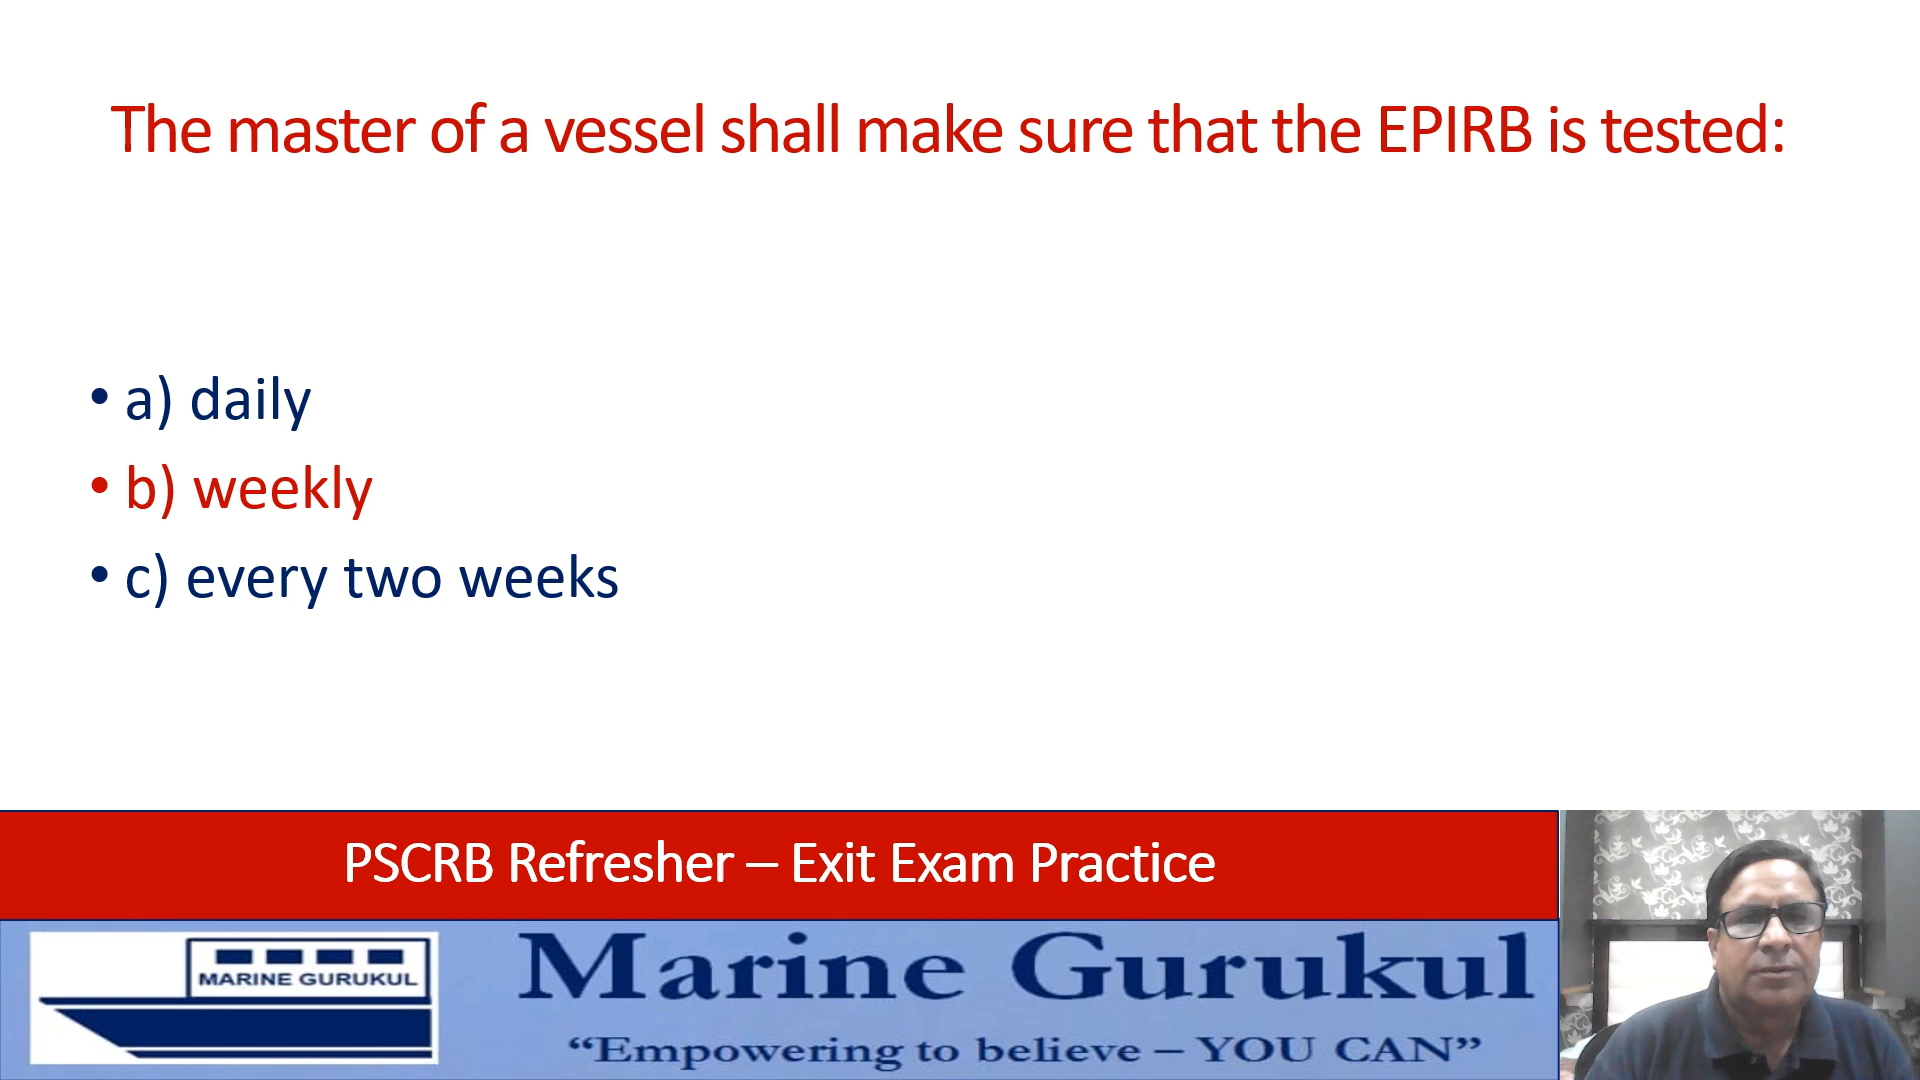 The master of a vessel shall make sure that the EPIRB is tested:
• a) daily
• b) weekly
• c) every two weeks
PSCRB Refresher – Exit Exam Practice
MARINE GURUKUL
Marine Gurukul
“Empowering to believe – YOU CAN”